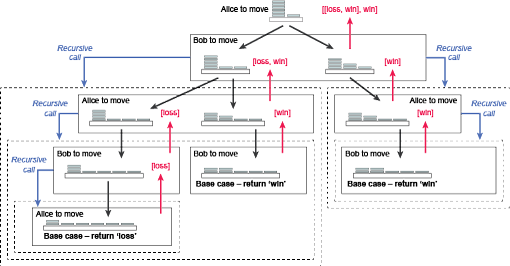 Alice to move
[[loss, win], win]
Bob to move
Recursive
call
[loss, win]
[win]
Recursive
call
Alice to move
[loss]
[win]
Recursive
call
Alice to move
[win]
Recursive
call
Bob to move
[loss]
Recursive
call
Bob to move
Base case – return ‘win’
Bob to move
Base case – return ‘win’
Alice to move
Base case – return ‘loss’